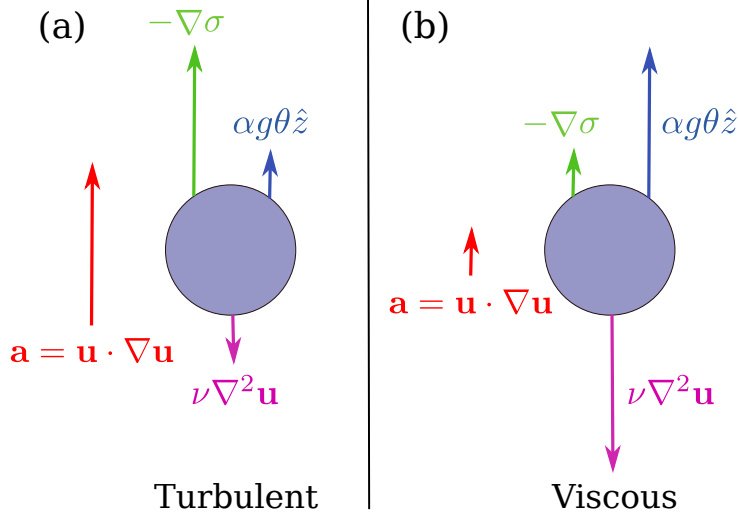 (a)
−∇σ
αgθẑ
a = u · ∇u
ν∇²u
Turbulent
(b)
−∇σ
αgθẑ
a = u · ∇u
ν∇²u
Viscous